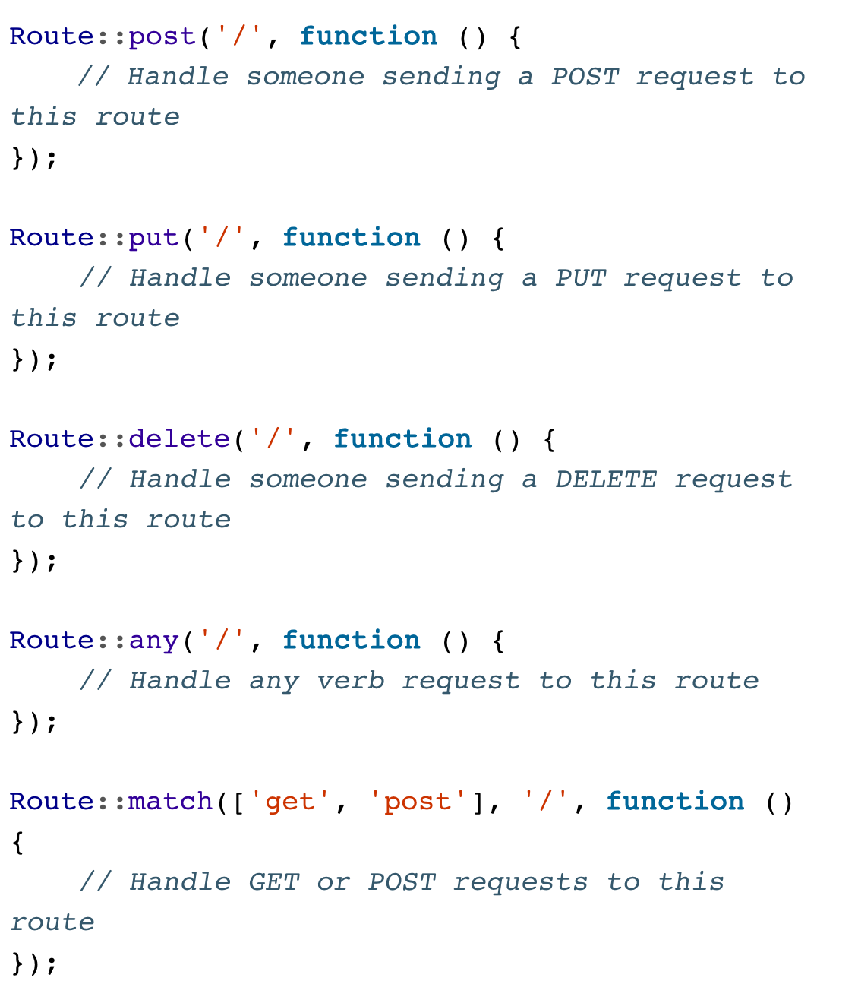 Route::post('/', function () {
    // Handle someone sending a POST request to
this route
});

Route::put('/', function () {
    // Handle someone sending a PUT request to
this route
});

Route::delete('/', function () {
    // Handle someone sending a DELETE request
to this route
});

Route::any('/', function () {
    // Handle any verb request to this route
});

Route::match(['get', 'post'], '/', function ()
{
    // Handle GET or POST requests to this
route
});